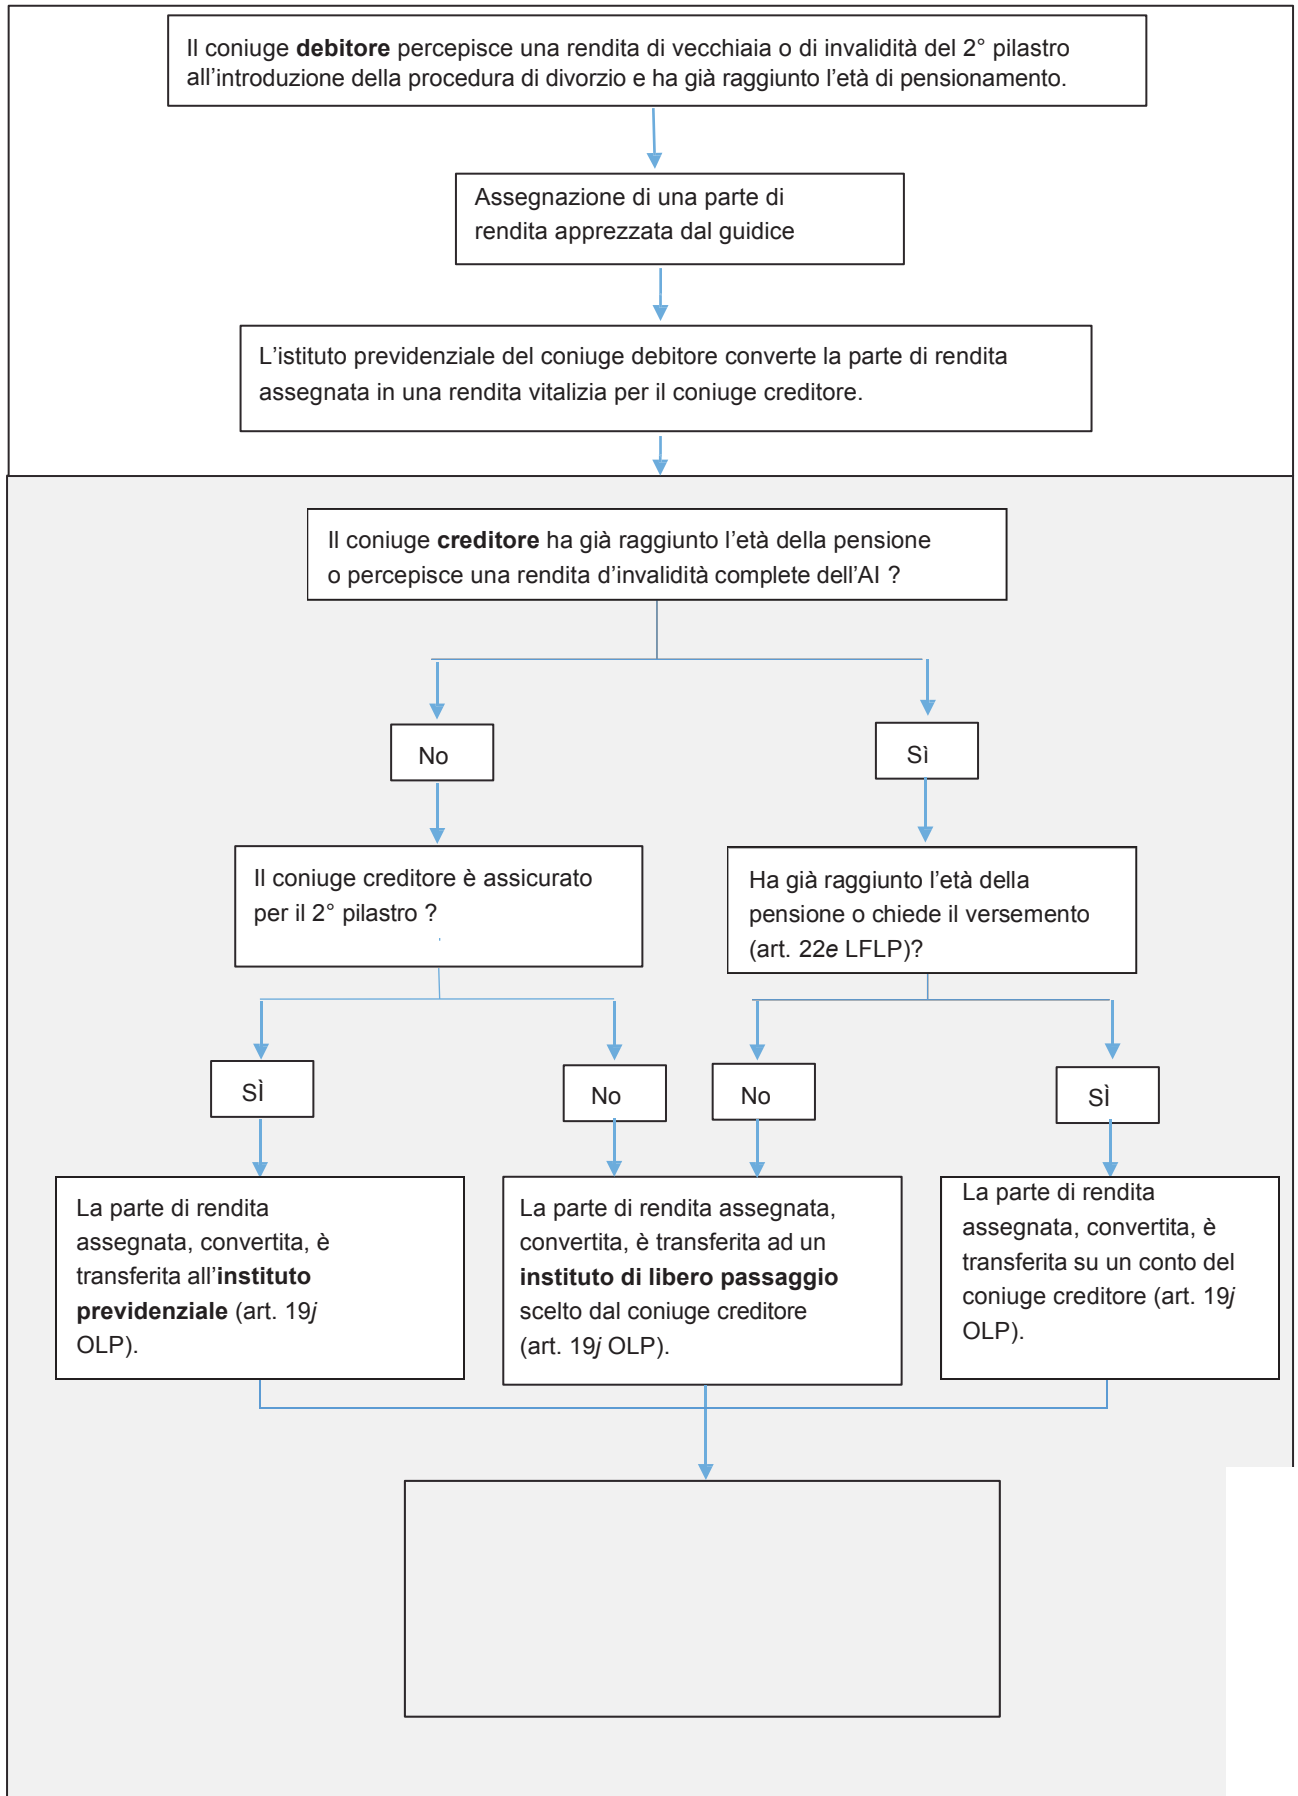 Il coniuge debitore percepisce una rendita di vecchiaia o di invalidità del 2° pilastro
all’introduzione della procedura di divorzio e ha già raggiunto l’età di pensionamento.
Assegnazione di una parte di
rendita apprezzata dal guidice
L’istituto previdenziale del coniuge debitore converte la parte di rendita
assegnata in una rendita vitalizia per il coniuge creditore.
Il coniuge creditore ha già raggiunto l’età della pensione
o percepisce una rendita d’invalidità complete dell’AI ?
No
Sì
Il coniuge creditore è assicurato
per il 2° pilastro ?
Ha già raggiunto l’età della
pensione o chiede il versemento
(art. 22e LFLP)?
SÌ
No
No
SÌ
La parte di rendita
assegnata, convertita, è
transferita all’instituto
previdenziale (art. 19j
OLP).
La parte di rendita assegnata,
convertita, è transferita ad un
instituto di libero passaggio
scelto dal coniuge creditore
(art. 19j OLP).
La parte di rendita
assegnata, convertita, è
transferita su un conto del
coniuge creditore (art. 19j
OLP).